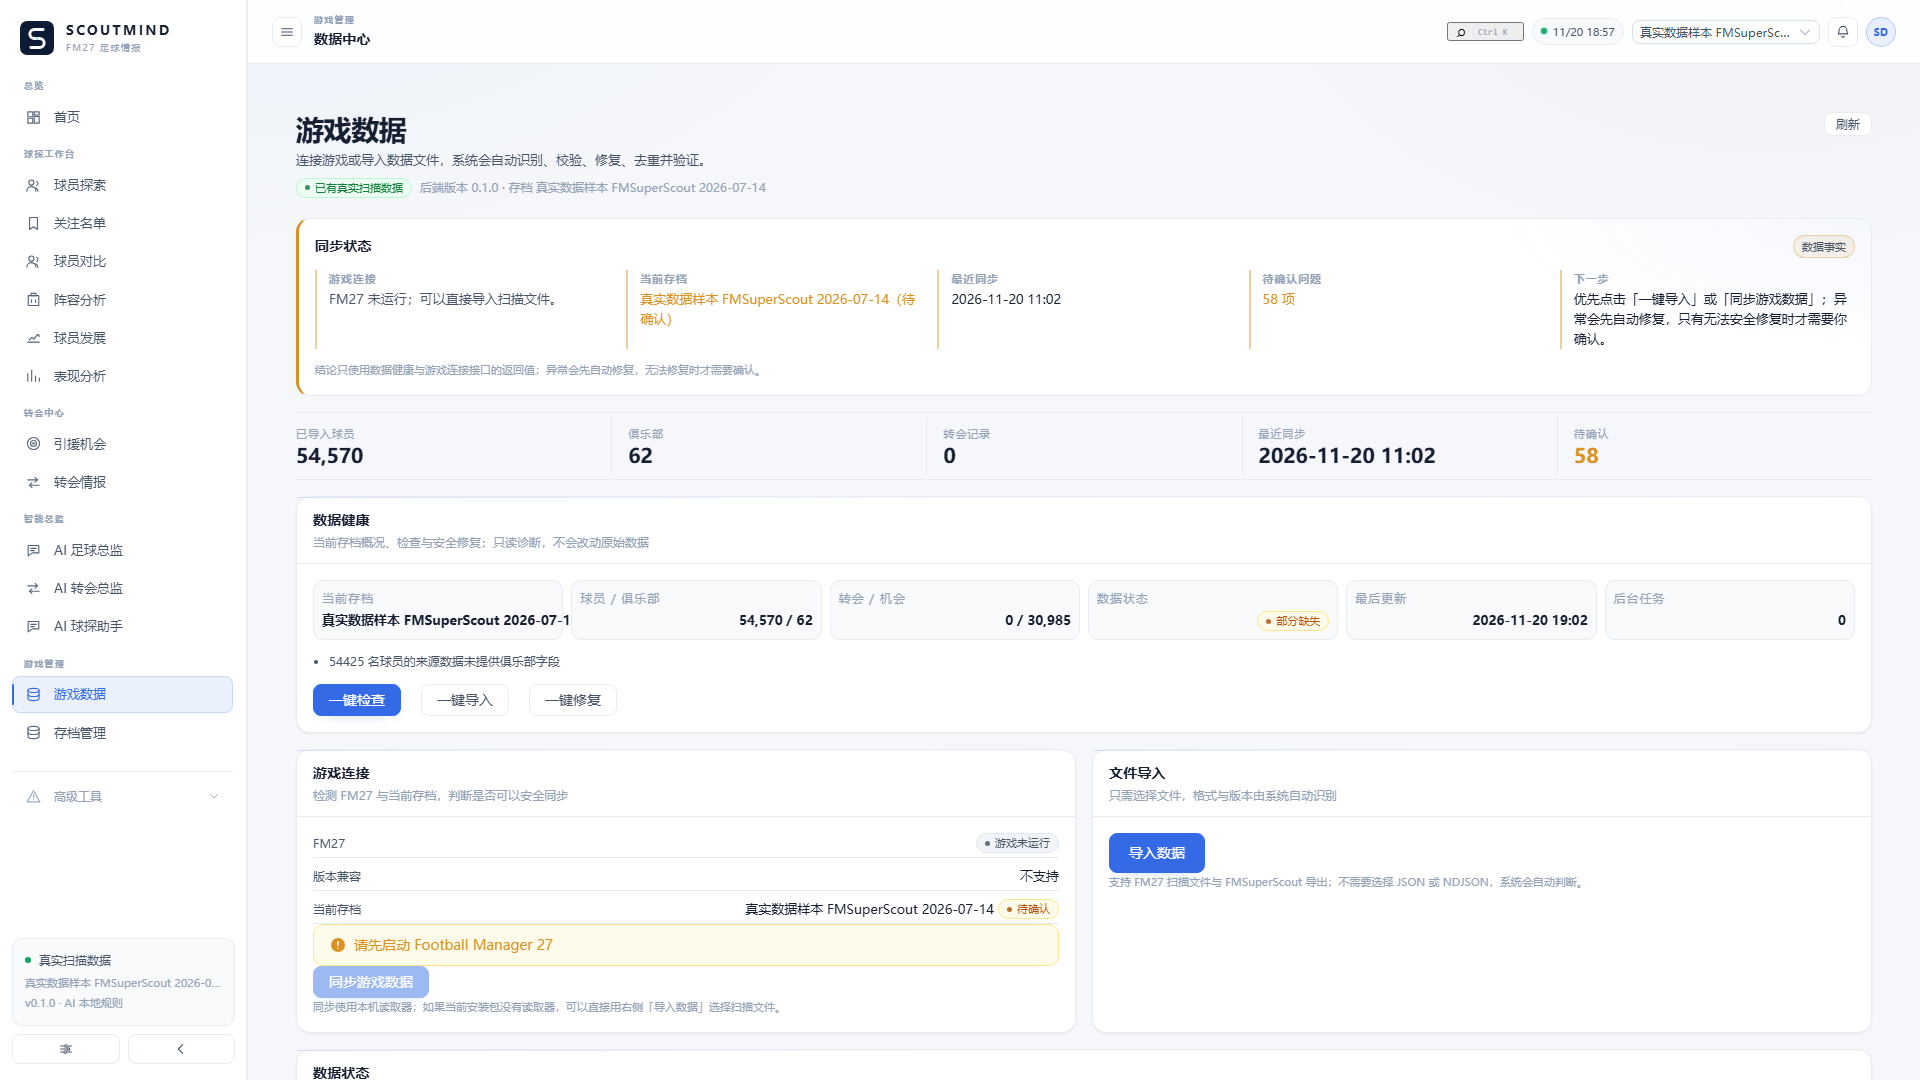 SCOUTMIND
FM27 足球情报
总览
首页
球探工作台
球员探索
关注名单
球员对比
阵容分析
球员发展
表现分析
转会中心
引援机会
转会情报
智能总监
AI 足球总监
AI 转会总监
AI 球探助手
游戏管理
游戏数据
存档管理
高级工具
真实扫描数据
真实数据样本 FMSuperScout 2026-0...
v0.1.0 · AI 本地规则
游戏管理
数据中心
Ctrl K
11/20 18:57
真实数据样本 FMSuperSc...
SD
游戏数据
连接游戏或导入数据文件，系统会自动识别、校验、修复、去重并验证。
已有真实扫描数据
后端版本 0.1.0 · 存档 真实数据样本 FMSuperScout 2026-07-14
刷新
同步状态
数据事实
游戏连接
FM27 未运行；可以直接导入扫描文件。
当前存档
真实数据样本 FMSuperScout 2026-07-14（待
确认）
最近同步
2026-11-20 11:02
待确认问题
58 项
下一步
优先点击「一键导入」或「同步游戏数据」；异
常会先自动修复，只有无法安全修复时才需要你
确认。
结论只使用数据健康与游戏连接接口的返回值；异常会先自动修复，无法修复时才需要确认。
已导入球员
54,570
俱乐部
62
转会记录
0
最近同步
2026-11-20 11:02
待确认
58
数据健康
当前存档概况、检查与安全修复；只读诊断，不会改动原始数据
当前存档
真实数据样本 FMSuperScout 2026-07-1
球员 / 俱乐部
54,570 / 62
转会 / 机会
0 / 30,985
数据状态
部分缺失
最后更新
2026-11-20 19:02
后台任务
0
54425 名球员的来源数据未提供俱乐部字段
一键检查
一键导入
一键修复
游戏连接
检测 FM27 与当前存档，判断是否可以安全同步
FM27
游戏未运行
版本兼容
不支持
当前存档
真实数据样本 FMSuperScout 2026-07-14
待确认
请先启动 Football Manager 27
同步游戏数据
同步使用本机读取器；如果当前安装包没有读取器，可以直接用右侧「导入数据」选择扫描文件。
文件导入
只需选择文件，格式与版本由系统自动识别
导入数据
支持 FM27 扫描文件与 FMSuperScout 导出；不需要选择 JSON 或 NDJSON，系统会自动判断。
数据状态